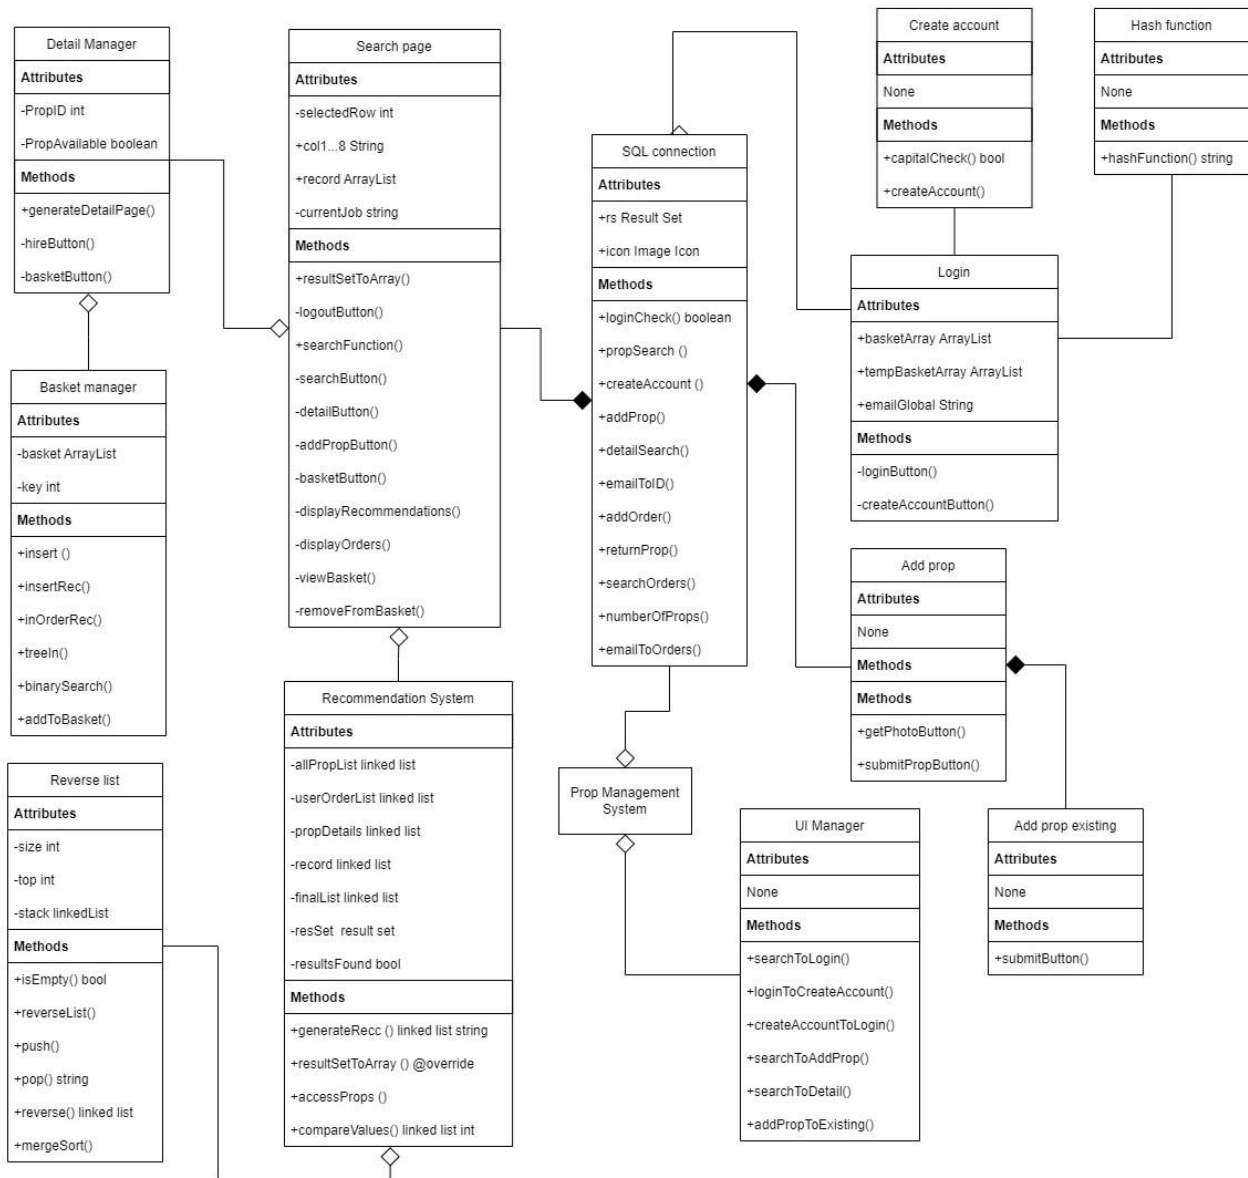 Detail Manager
Attributes
-PropID int
-PropAvailable boolean
Methods
+generateDetailPage()
-hireButton()
-basketButton()
Basket manager
Attributes
-basket ArrayList
-key int
Methods
+insert ()
+insertRec()
+inOrderRec()
+treeIn()
+binarySearch()
+addToBasket()
Reverse list
Attributes
-size int
-top int
-stack linkedList
Methods
+isEmpty() bool
+reverseList()
+push()
+pop() string
+reverse() linked list
+mergeSort()
Search page
Attributes
-selectedRow int
+col1...8 String
+record ArrayList
-currentJob string
Methods
+resultSetToArray()
-logoutButton()
+searchFunction()
-searchButton()
-detailButton()
-addPropButton()
-basketButton()
-displayRecommendations()
-displayOrders()
-viewBasket()
-removeFromBasket()
Recommendation System
Attributes
-allPropList linked list
-userOrderList linked list
-propDetails linked list
-record linked list
-finalList linked list
-resSet  result set
-resultsFound bool
Methods
+generateRecc () linked list string
+resultSetToArray () @override
+accessProps ()
+compareValues() linked list int
SQL connection
Attributes
+rs Result Set
+icon Image Icon
Methods
+loginCheck() boolean
+propSearch ()
+createAccount ()
+addProp()
+detailSearch()
+emailToID()
+addOrder()
+returnProp()
+searchOrders()
+numberOfProps()
+emailToOrders()
Prop Management
System
UI Manager
Attributes
None
Methods
+searchToLogin()
+loginToCreateAccount()
+createAccountToLogin()
+searchToAddProp()
+searchToDetail()
+addPropToExisting()
Create account
Attributes
None
Methods
+capitalCheck() bool
+createAccount()
Hash function
Attributes
None
Methods
+hashFunction() string
Login
Attributes
+basketArray ArrayList
+tempBasketArray ArrayList
+emailGlobal String
Methods
-loginButton()
-createAccountButton()
Add prop
Attributes
None
Methods
Methods
+getPhotoButton()
+submitPropButton()
Add prop existing
Attributes
None
Methods
+submitButton()